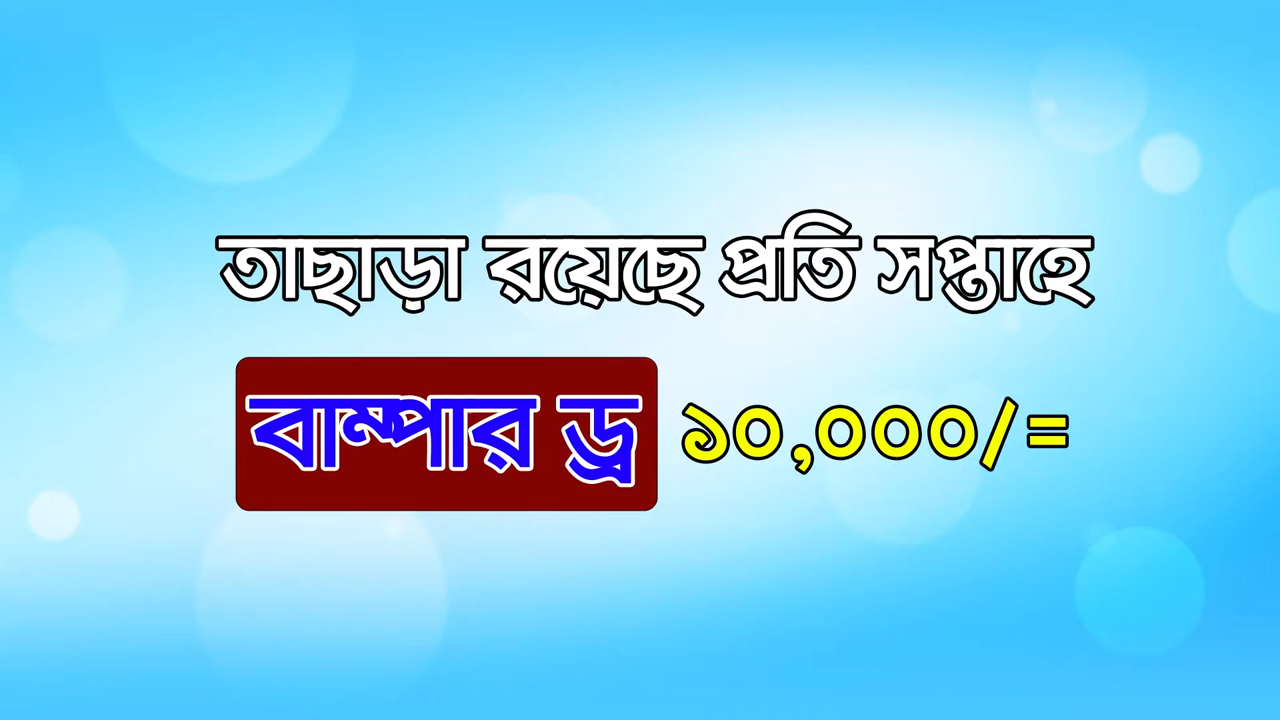 তাছাড়া রয়েছে প্রতি সপ্তাহে
বাম্পার ড্র ১০,০০০/=